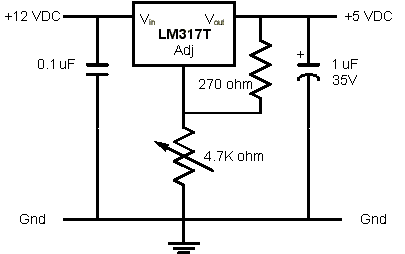 +12 VDC
Vin
Vout
+5 VDC
LM317T
Adj
0.1 uF
270 ohm
+
1 uF
35V
4.7K ohm
Gnd
Gnd